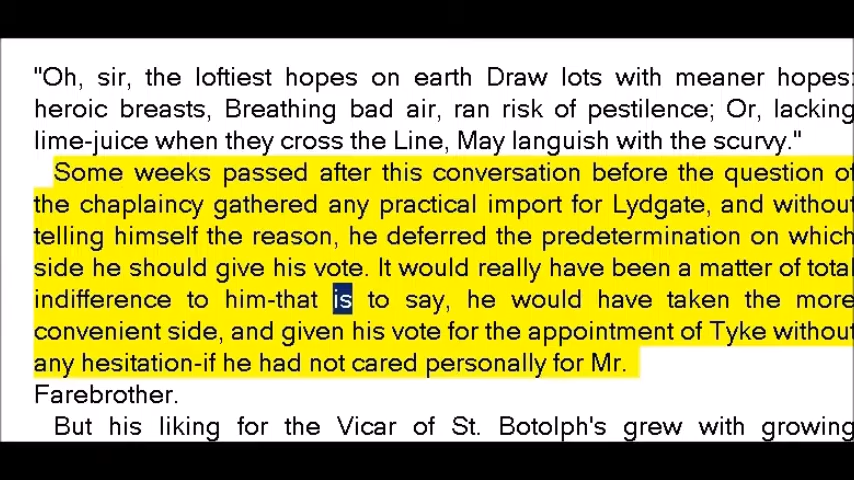 "Oh, sir, the loftiest hopes on earth Draw lots with meaner hopes:
heroic breasts, Breathing bad air, ran risk of pestilence; Or, lacking
lime-juice when they cross the Line, May languish with the scurvy."
Some weeks passed after this conversation before the question of
the chaplaincy gathered any practical import for Lydgate, and without
telling himself the reason, he deferred the predetermination on which
side he should give his vote. It would really have been a matter of total
indifference to him-that is to say, he would have taken the more
convenient side, and given his vote for the appointment of Tyke without
any hesitation-if he had not cared personally for Mr.
Farebrother.
But his liking for the Vicar of St. Botolph's grew with growing